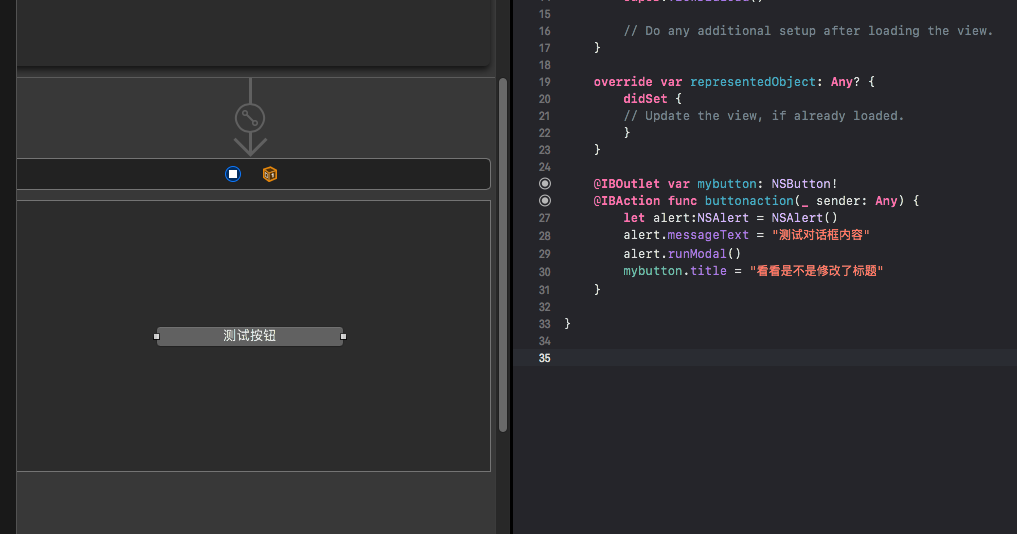 测试按钮
15
16 // Do any additional setup after loading the view.
17 }
18
19 override var representedObject: Any? {
20 didSet {
21 // Update the view, if already loaded.
22 }
23 }
24
@IBOutlet var mybutton: NSButton!
@IBAction func buttonaction(_ sender: Any) {
27 let alert:NSAlert = NSAlert()
28 alert.messageText = "测试对话框内容"
29 alert.runModal()
30 mybutton.title = "看看是不是修改了标题"
31 }
32
33 }
34
35